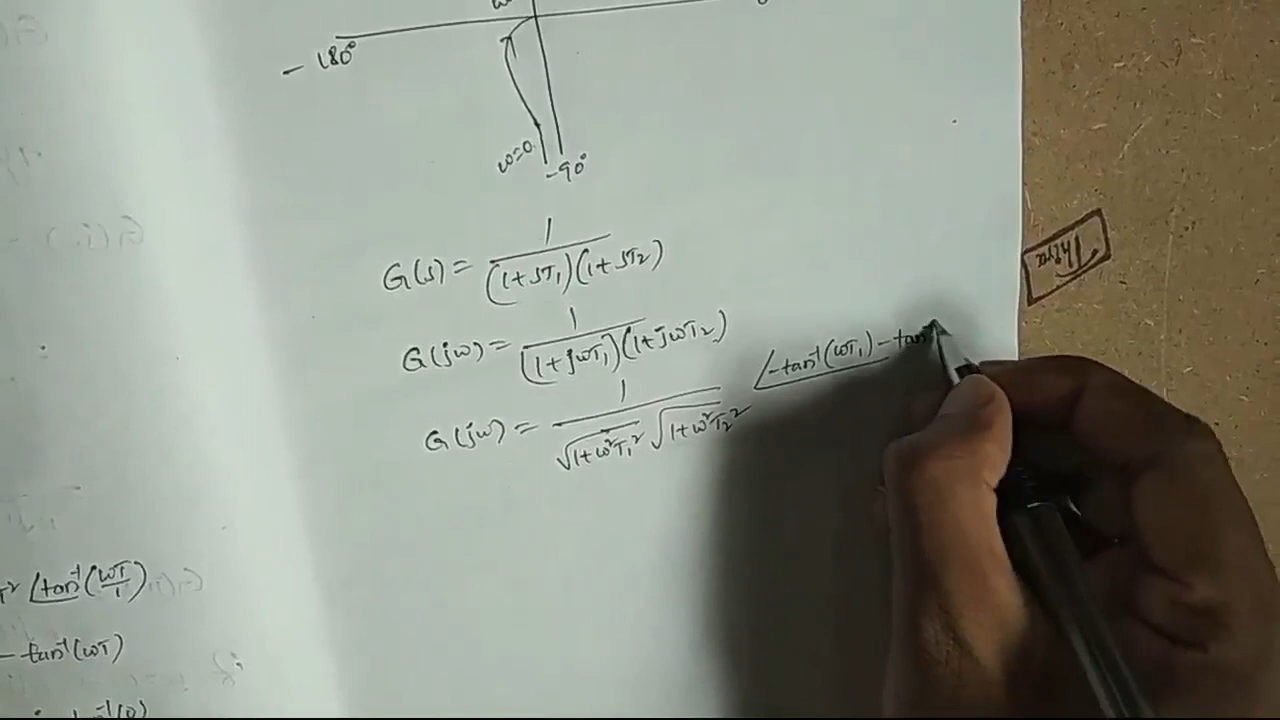 -180°
ω=0
-90°
G(s) = 1/((1+sT₁)(1+sT₂))
G(jω) = 1/((1+jωT₁)(1+jωT₂))
G(jω) = 1/(√(1+ω²T₁²) √(1+ω²T₂²)) ∠-tan⁻¹(ωT₁) - tan
∠tan⁻¹(ωT/1)
- tan⁻¹(ωT)